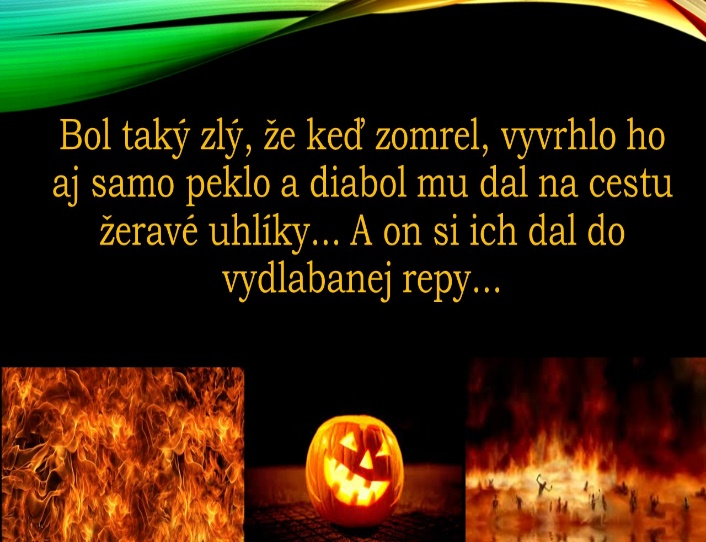 Bol taký zlý, že keď zomrel, vyvrhlo ho
aj samo peklo a diabol mu dal na cestu
žeravé uhlíky... A on si ich dal do
vydlabanej repy...